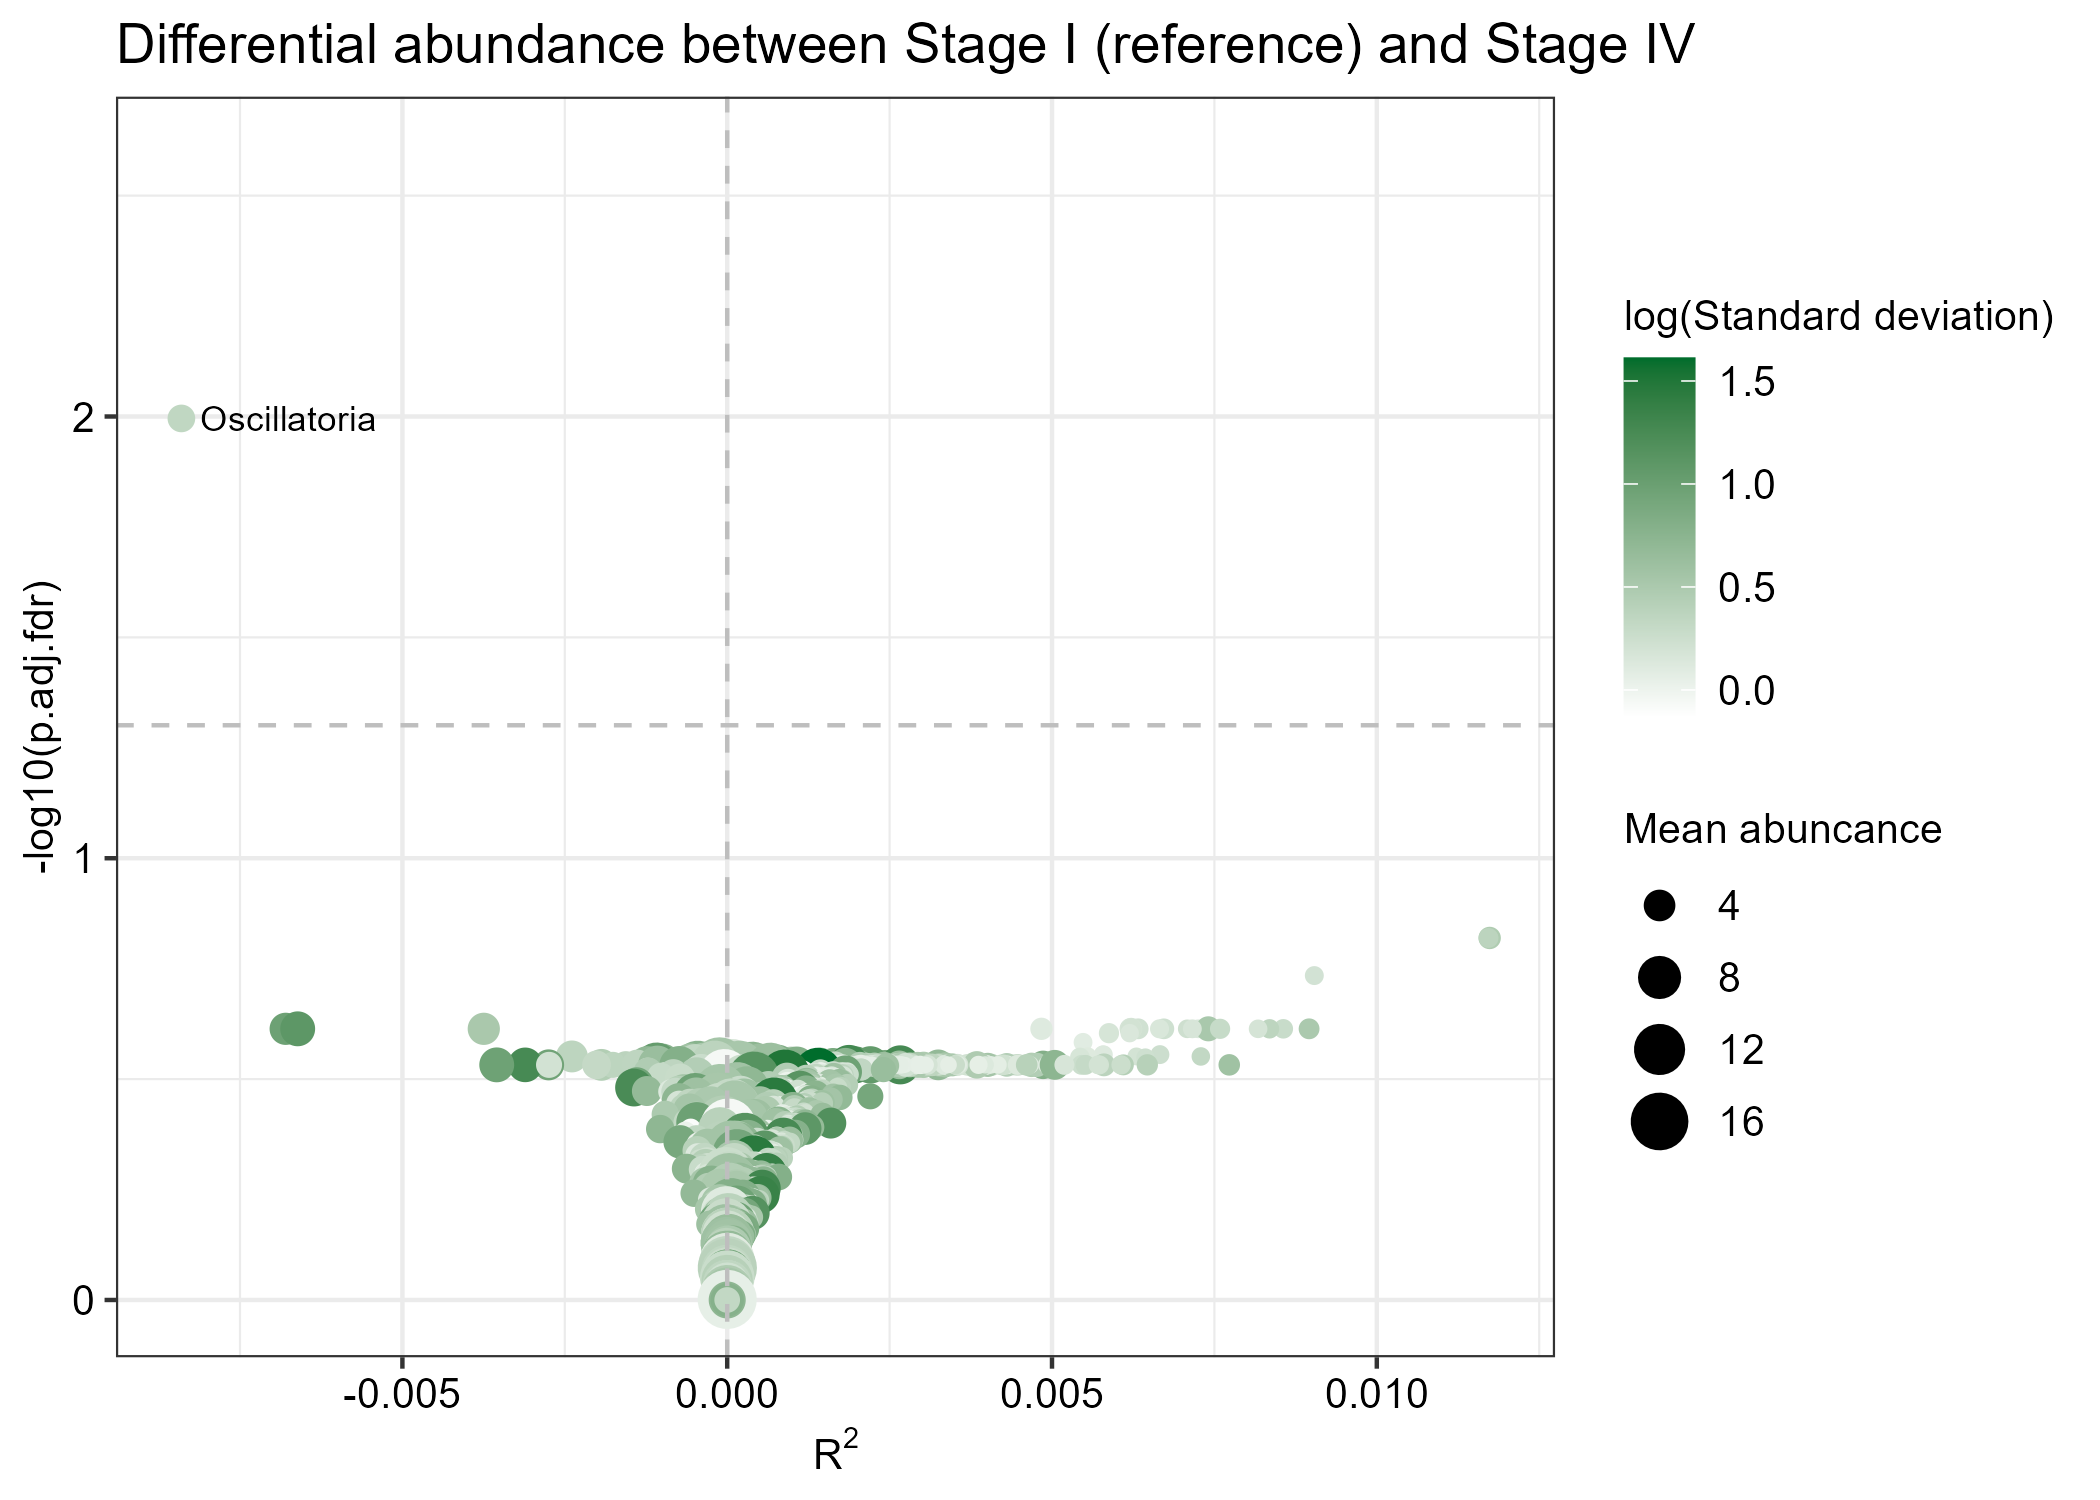 Differential abundance between Stage I (reference) and Stage IV
-log10(p.adj.fdr)
2
1
0
Oscillatoria
-0.005
0.000
0.005
0.010
R²
log(Standard deviation)
1.5
1.0
0.5
0.0
Mean abuncance
4
8
12
16